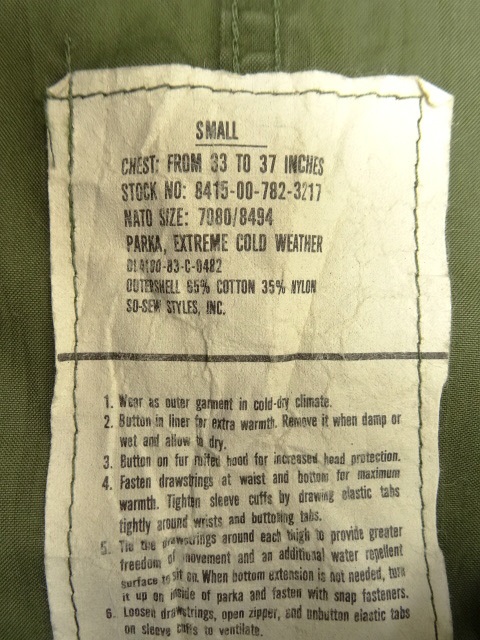 SMALL
CHEST: FROM 33 TO 37 INCHES
STOCK NO: 8415-00-782-3217
NATO SIZE: 7080/8494
PARKA, EXTREME COLD WEATHER
DLA100-83-C-0482
OUTERSHELL 65% COTTON 35% NYLON
SO-SEW STYLES, INC.
1. Wear as outer garment in cold-dry climate.
2. Button in liner for extra warmth. Remove it when damp or
wet and allow to dry.
3. Button on fur ruffed hood for increased head protection.
4. Fasten drawstrings at waist and bottom for maximum
warmth. Tighten sleeve cuffs by drawing elastic tabs
tightly around wrists and buttoning tabs.
5. Tie the drawstrings around each thigh to provide greater
freedom of movement and an additional water repellent
surface to sit on. When bottom extension is not needed, turn
it up on inside of parka and fasten with snap fasteners.
6. Loosen drawstrings, open zipper, and unbutton elastic tabs
on sleeve cuffs to ventilate.